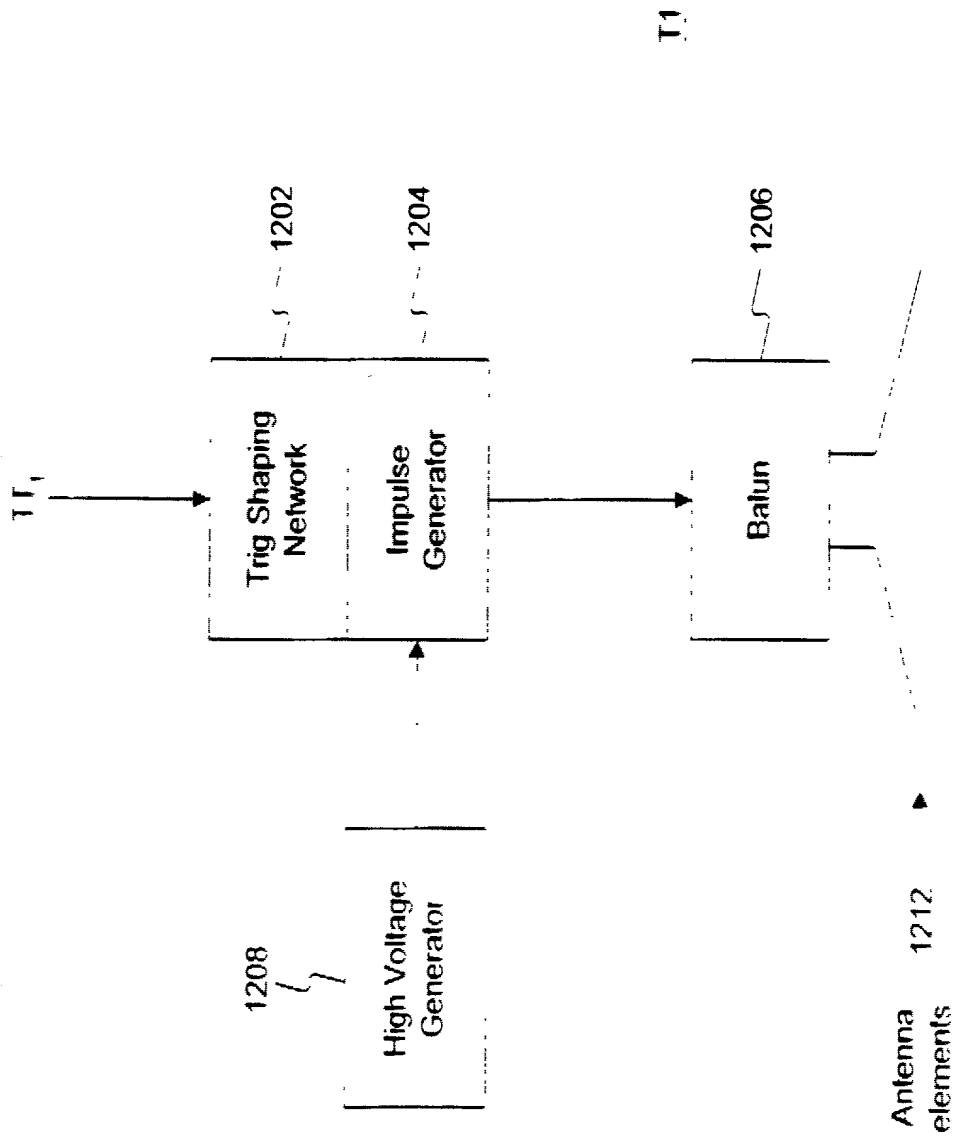 TT₁
Trig Shaping
Network
1202
Impulse
Generator
1204
1208
High Voltage
Generator
Balun
1206
T1
Antenna
elements
1212